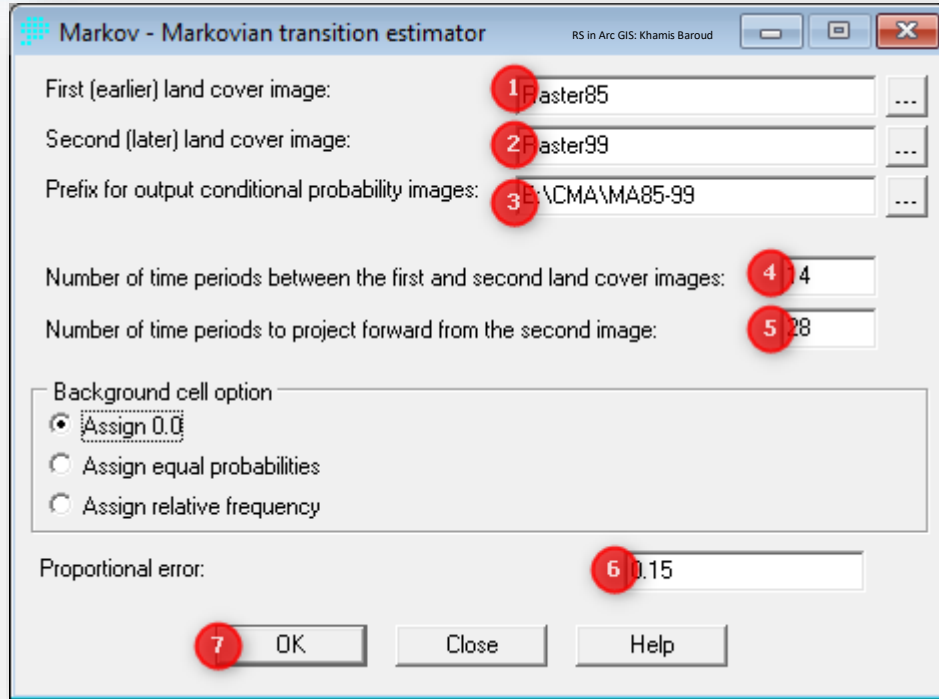 Markov - Markovian transition estimator RS in Arc GIS: Khamis Baroud
First (earlier) land cover image: 1 Raster85 ...
Second (later) land cover image: 2 Raster99 ...
Prefix for output conditional probability images: 3 E:\CMA\MA85-99 ...
Number of time periods between the first and second land cover images: 4 14
Number of time periods to project forward from the second image: 5 28
Background cell option
Assign 0.0
Assign equal probabilities
Assign relative frequency
Proportional error: 6 0.15
7 OK Close Help